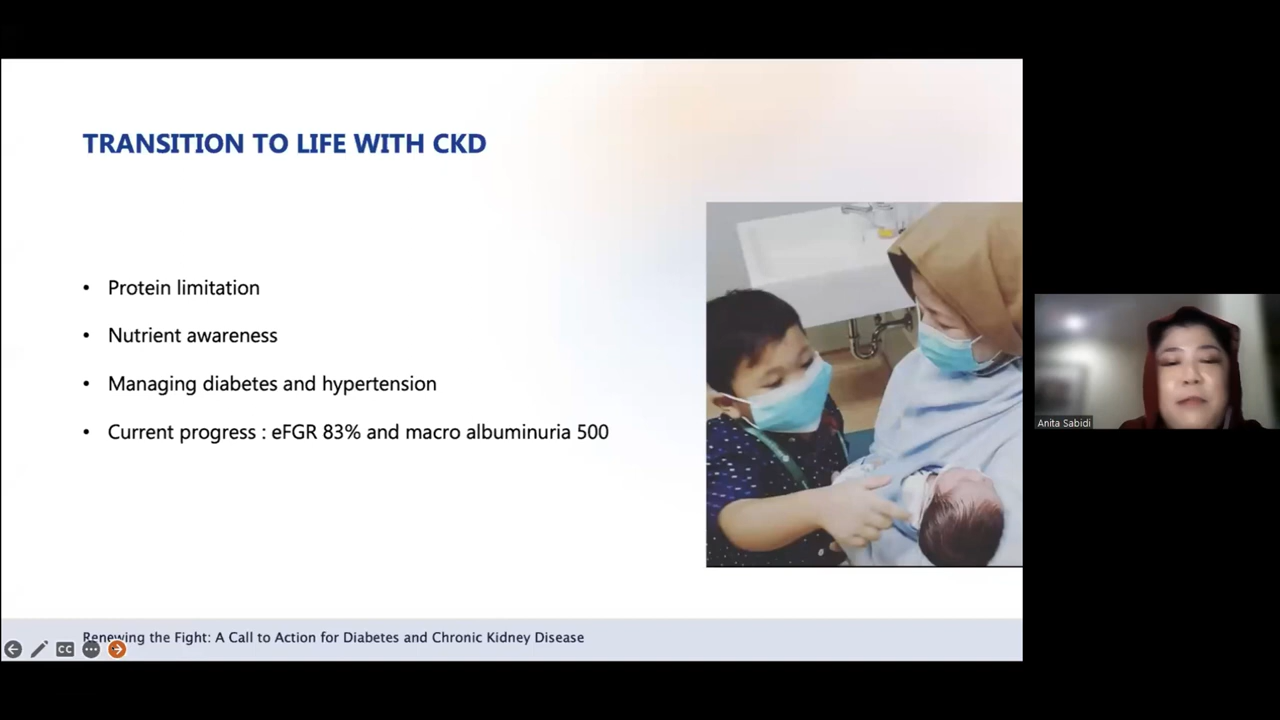 TRANSITION TO LIFE WITH CKD
• Protein limitation
• Nutrient awareness
• Managing diabetes and hypertension
• Current progress : eFGR 83% and macro albuminuria 500
Renewing the Fight: A Call to Action for Diabetes and Chronic Kidney Disease
CC
Anita Sabidi